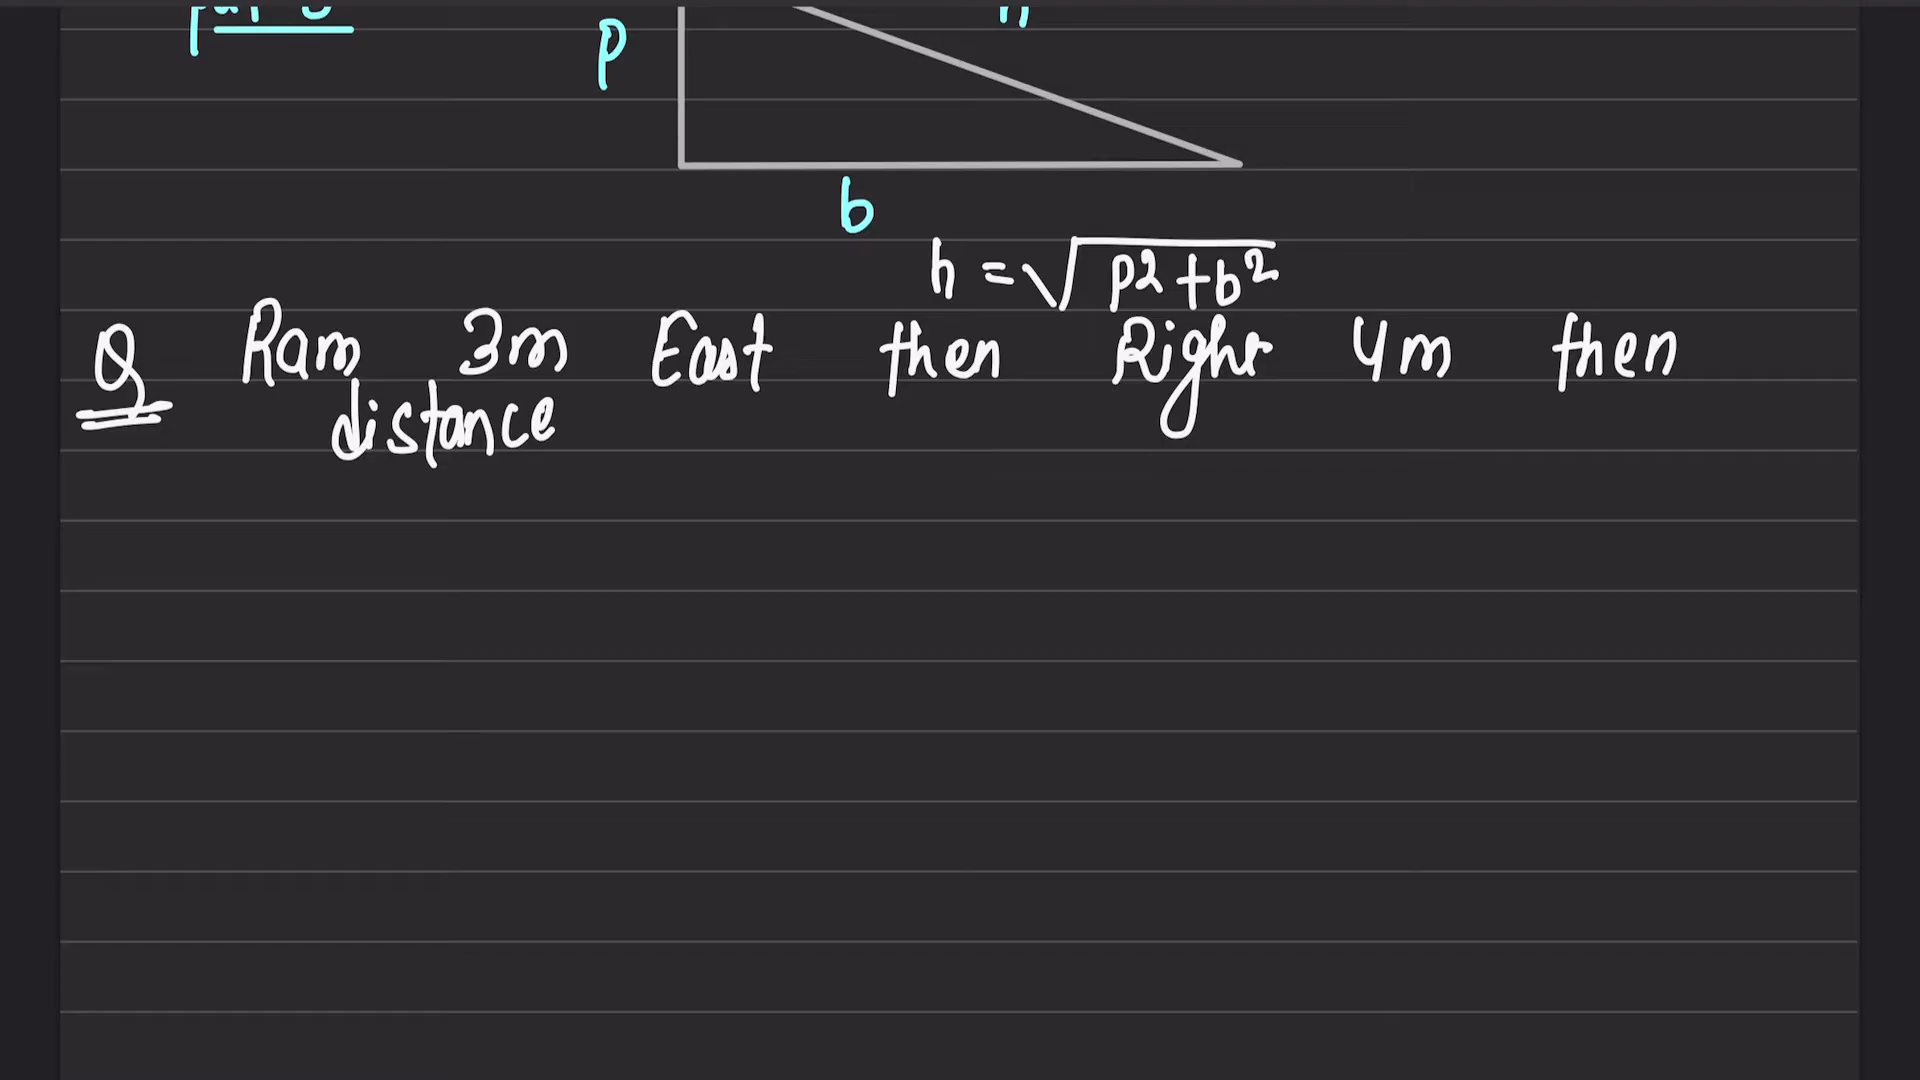 p
b
h = √p2 + b²
Q Ram 3m East then Right 4m then
distance